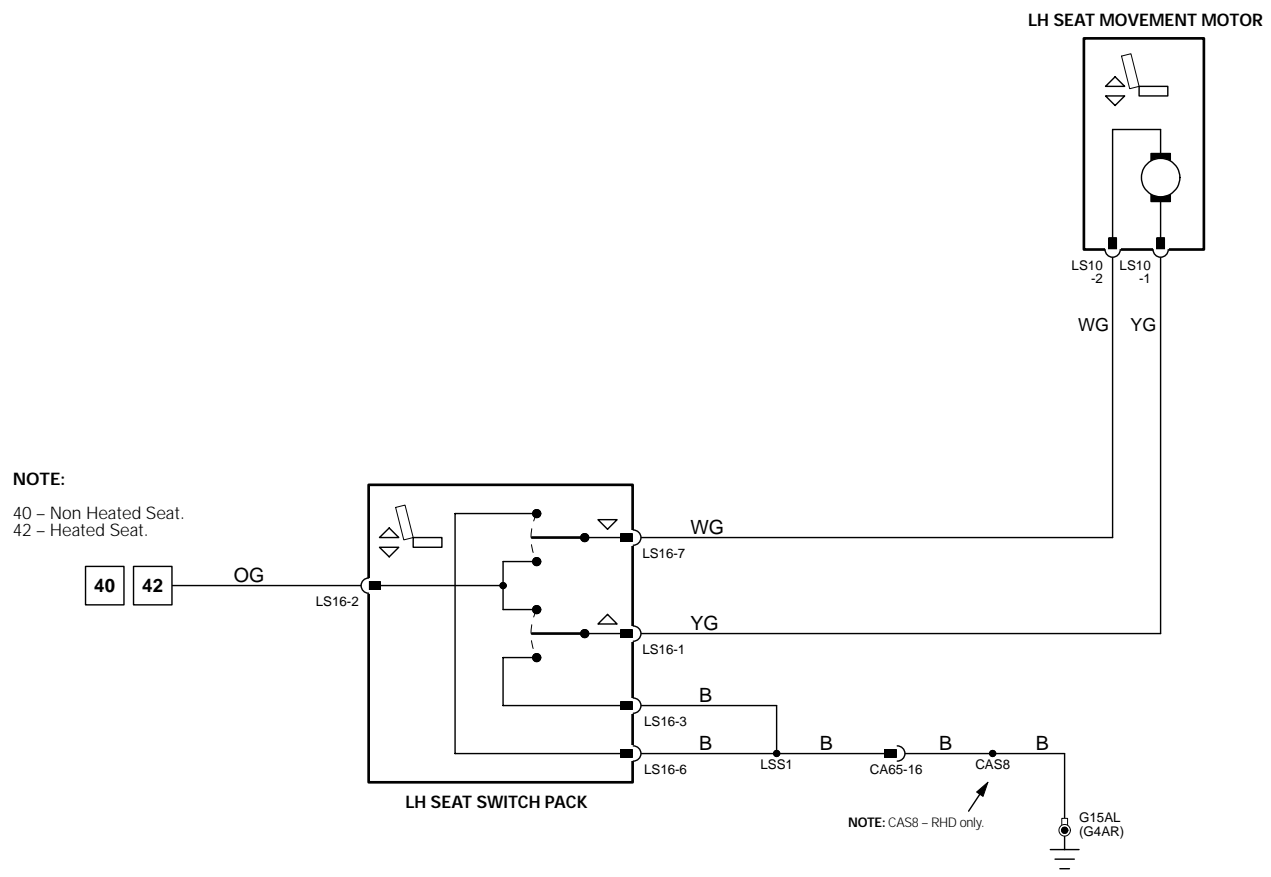 LH SEAT MOVEMENT MOTOR
LS10
-2
LS10
-1
WG
YG
NOTE:
40 – Non Heated Seat.
42 – Heated Seat.
40
42
OG
LS16-2
WG
LS16-7
YG
LS16-1
B
LS16-3
B
LS16-6
LSS1
B
CA65-16
B
CAS8
B
LH SEAT SWITCH PACK
NOTE: CAS8 – RHD only.
G15AL
(G4AR)